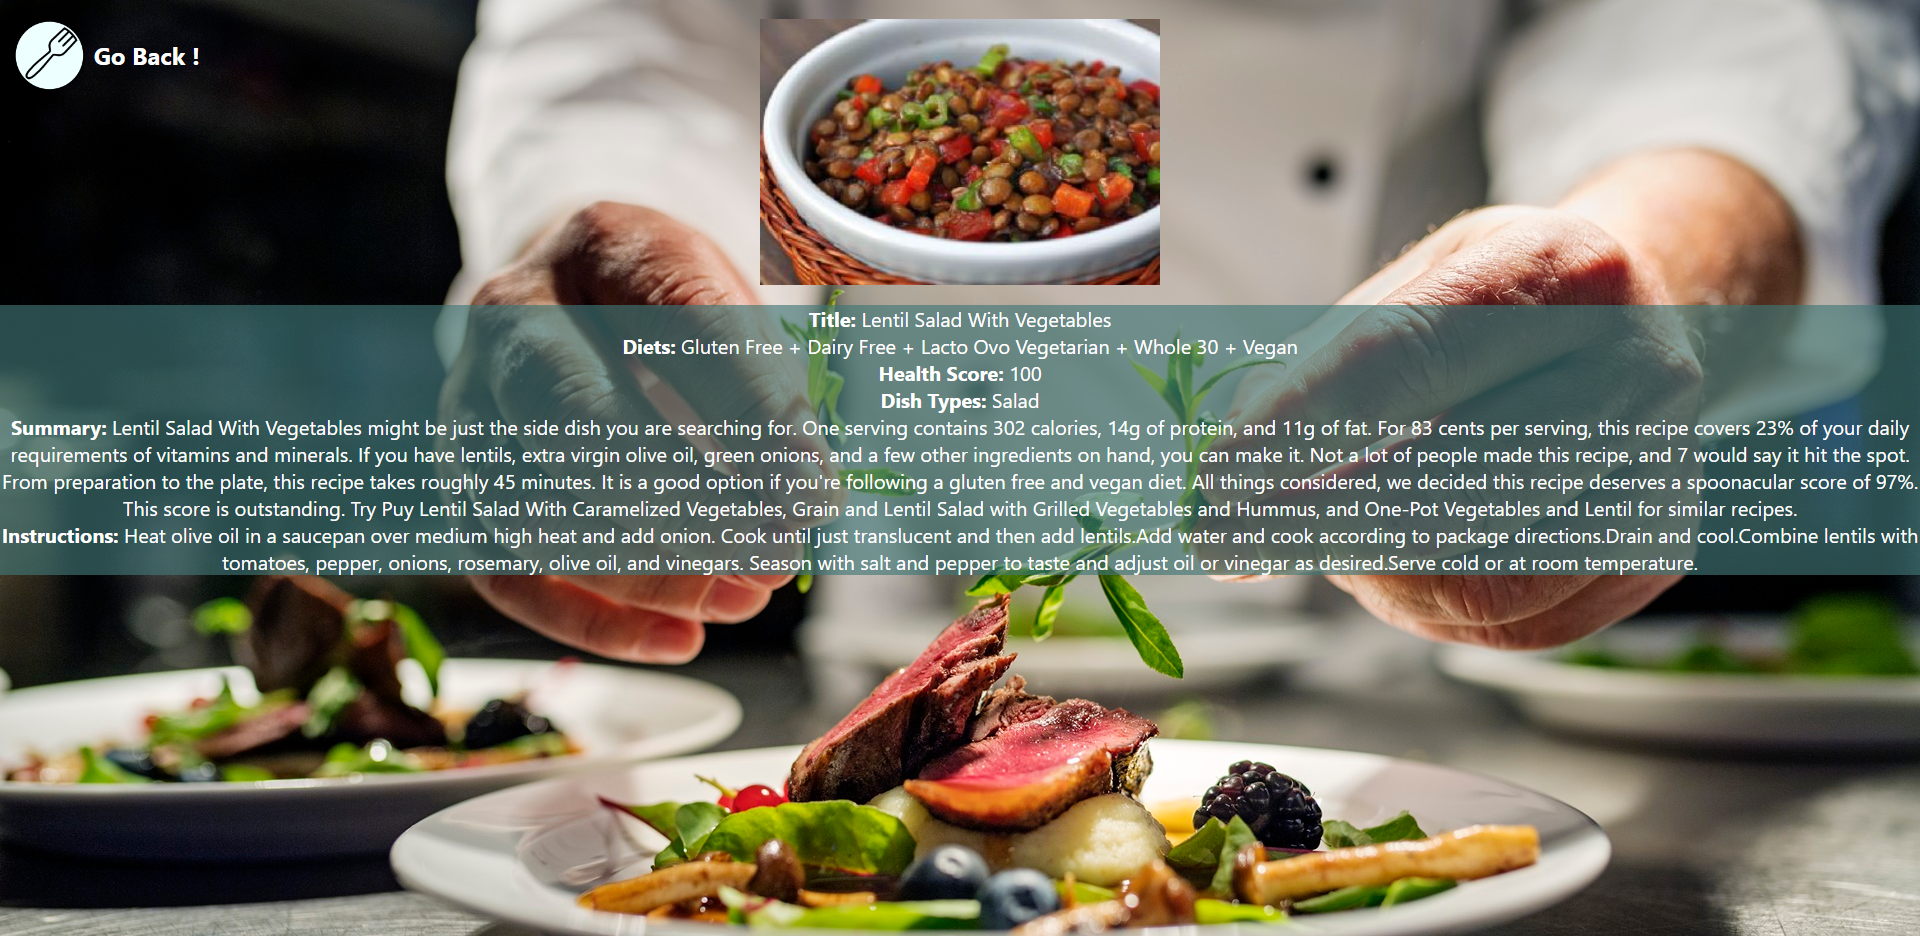 Go Back !
Title: Lentil Salad With Vegetables
Diets: Gluten Free + Dairy Free + Lacto Ovo Vegetarian + Whole 30 + Vegan
Health Score: 100
Dish Types: Salad
Summary: Lentil Salad With Vegetables might be just the side dish you are searching for. One serving contains 302 calories, 14g of protein, and 11g of fat. For 83 cents per serving, this recipe covers 23% of your daily
requirements of vitamins and minerals. If you have lentils, extra virgin olive oil, green onions, and a few other ingredients on hand, you can make it. Not a lot of people made this recipe, and 7 would say it hit the spot.
From preparation to the plate, this recipe takes roughly 45 minutes. It is a good option if you're following a gluten free and vegan diet. All things considered, we decided this recipe deserves a spoonacular score of 97%.
This score is outstanding. Try Puy Lentil Salad With Caramelized Vegetables, Grain and Lentil Salad with Grilled Vegetables and Hummus, and One-Pot Vegetables and Lentil for similar recipes.
Instructions: Heat olive oil in a saucepan over medium high heat and add onion. Cook until just translucent and then add lentils.Add water and cook according to package directions.Drain and cool.Combine lentils with
tomatoes, pepper, onions, rosemary, olive oil, and vinegars. Season with salt and pepper to taste and adjust oil or vinegar as desired.Serve cold or at room temperature.